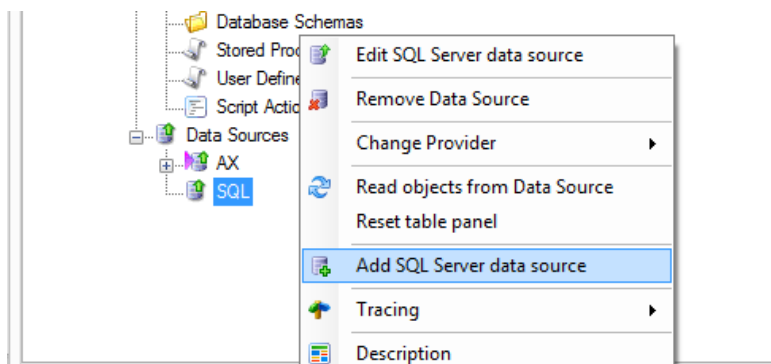 Database Schemas
Stored Proc
User Define
Script Actio
Data Sources
AX
SQL
Edit SQL Server data source
Remove Data Source
Change Provider
Read objects from Data Source
Reset table panel
Add SQL Server data source
Tracing
Description